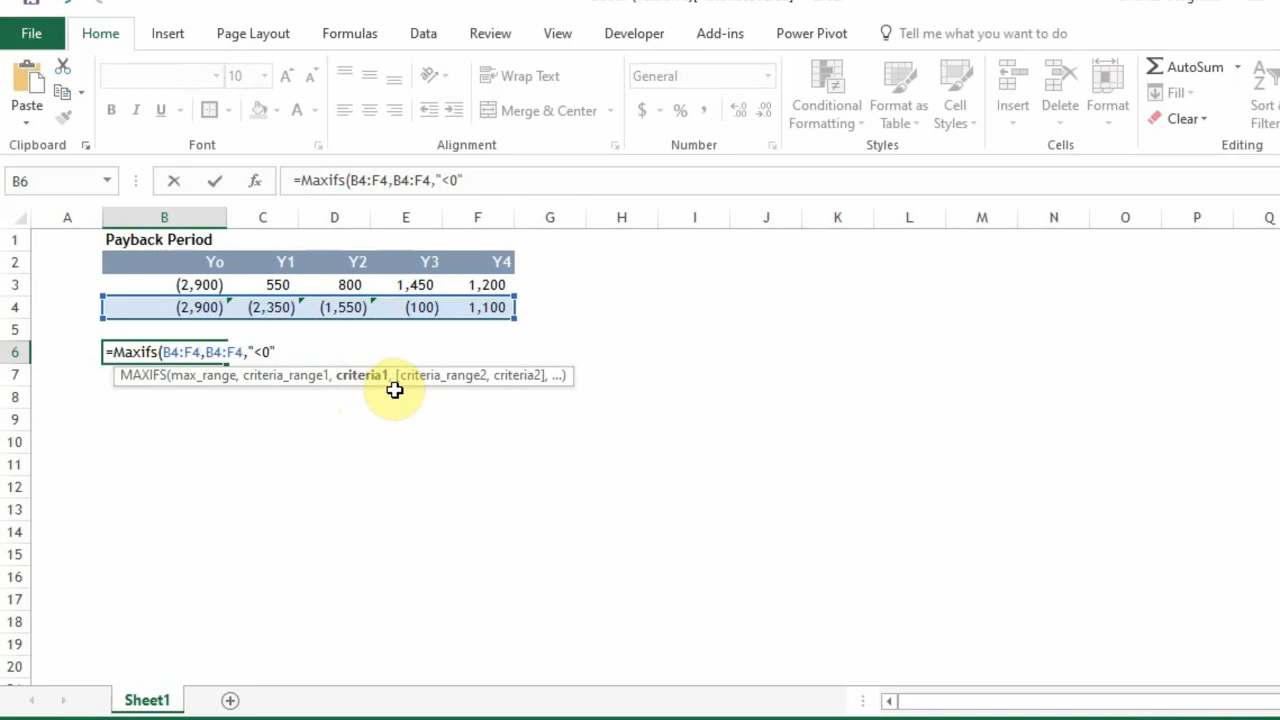 File Home Insert Page Layout Formulas Data Review View Developer Add-ins Power Pivot Tell me what you want to do
10 Wrap Text General AutoSum
Paste Conditional Format as Cell Insert Delete Format Fill Sort
B I U A Merge & Center $ % , Formatting Table Styles Clear Filter
Clipboard Font Alignment Number Styles Cells Editing
B6 fx =Maxifs(B4:F4,B4:F4,"<0"
A B C D E F G H I J K L M N O P Q
1 Payback Period
2 Yo Y1 Y2 Y3 Y4
3 (2,900) 550 800 1,450 1,200
4 (2,900) (2,350) (1,550) (100) 1,100
5
6 =Maxifs(B4:F4,B4:F4,"<0"
7 MAXIFS(max_range, criteria_range1, criteria1, [criteria_range2, criteria2], ...)
8
9
10
11
12
13
14
15
16
17
18
19
20
Sheet1